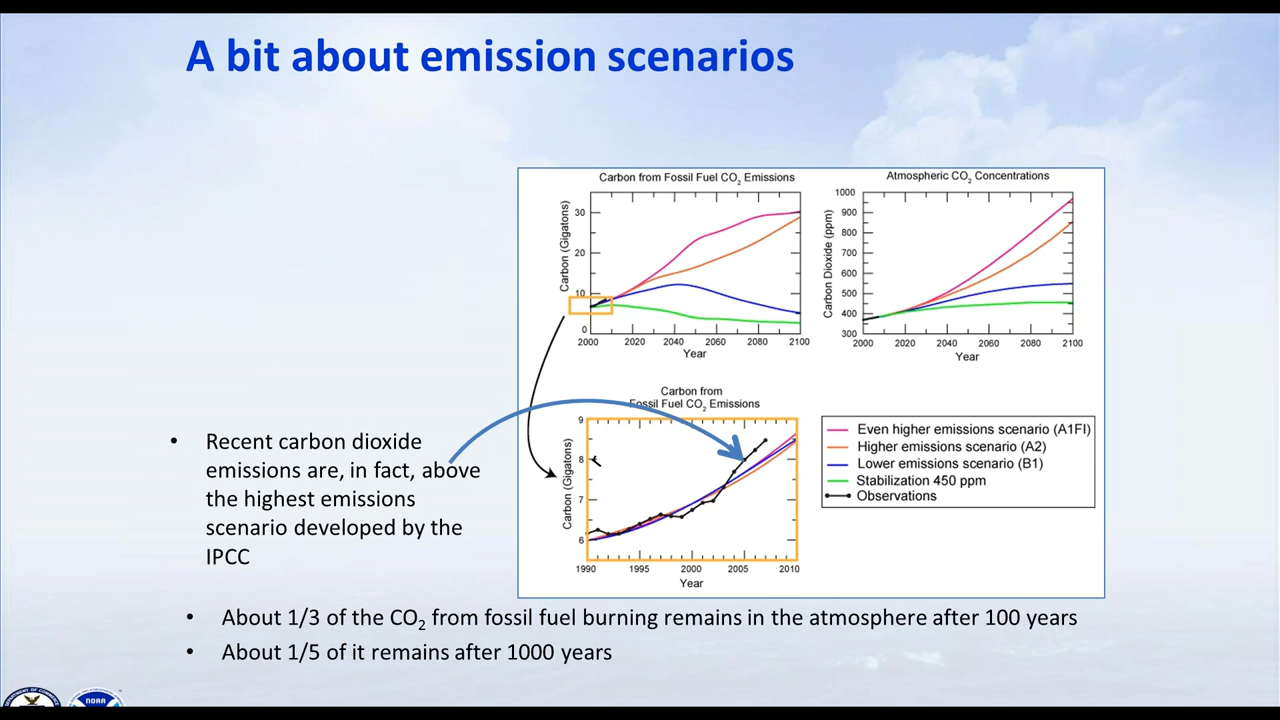 A bit about emission scenarios
Carbon from Fossil Fuel CO2 Emissions
Carbon (Gigatons)
30
20
10
0
2000 2020 2040 2060 2080 2100
Year
Atmospheric CO2 Concentrations
Carbon Dioxide (ppm)
1000
900
800
700
600
500
400
300
2000 2020 2040 2060 2080 2100
Year
Carbon from
Fossil Fuel CO2 Emissions
Carbon (Gigatons)
9
8
7
6
1990 1995 2000 2005 2010
Year
Even higher emissions scenario (A1FI)
Higher emissions scenario (A2)
Lower emissions scenario (B1)
Stabilization 450 ppm
Observations
• Recent carbon dioxide
emissions are, in fact, above
the highest emissions
scenario developed by the
IPCC
• About 1/3 of the CO2 from fossil fuel burning remains in the atmosphere after 100 years
• About 1/5 of it remains after 1000 years
NOAA